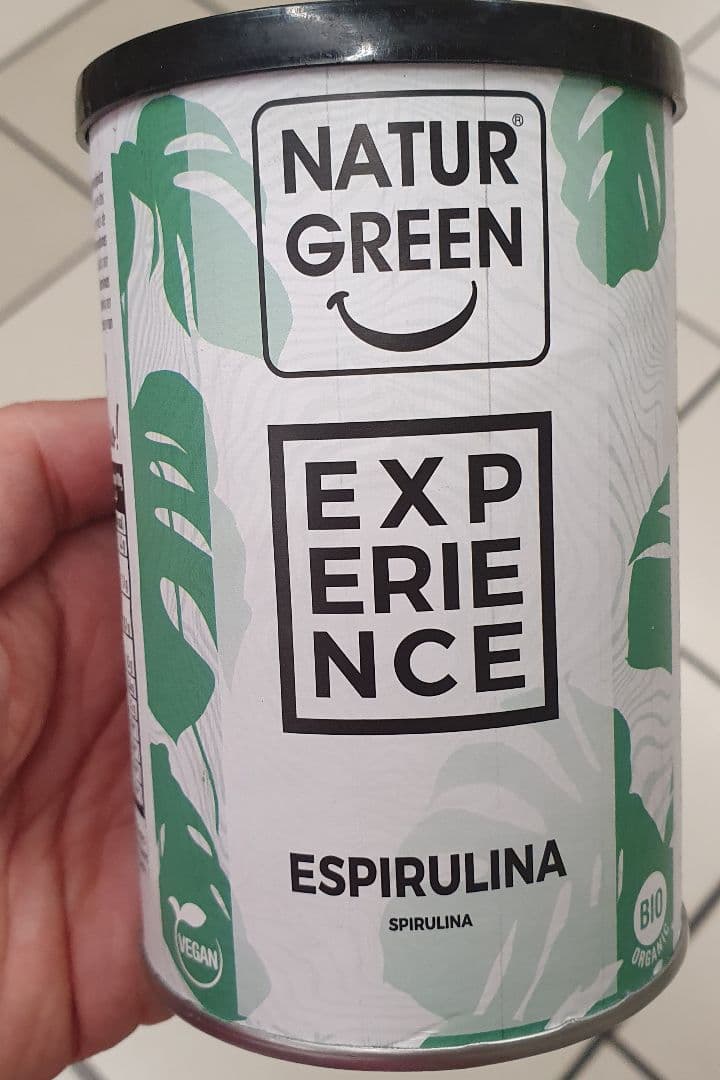 NATUR®
GREEN
EXP
ERIE
NCE
ESPIRULINA
SPIRULINA
VEGAN
BIO
ORGANIC